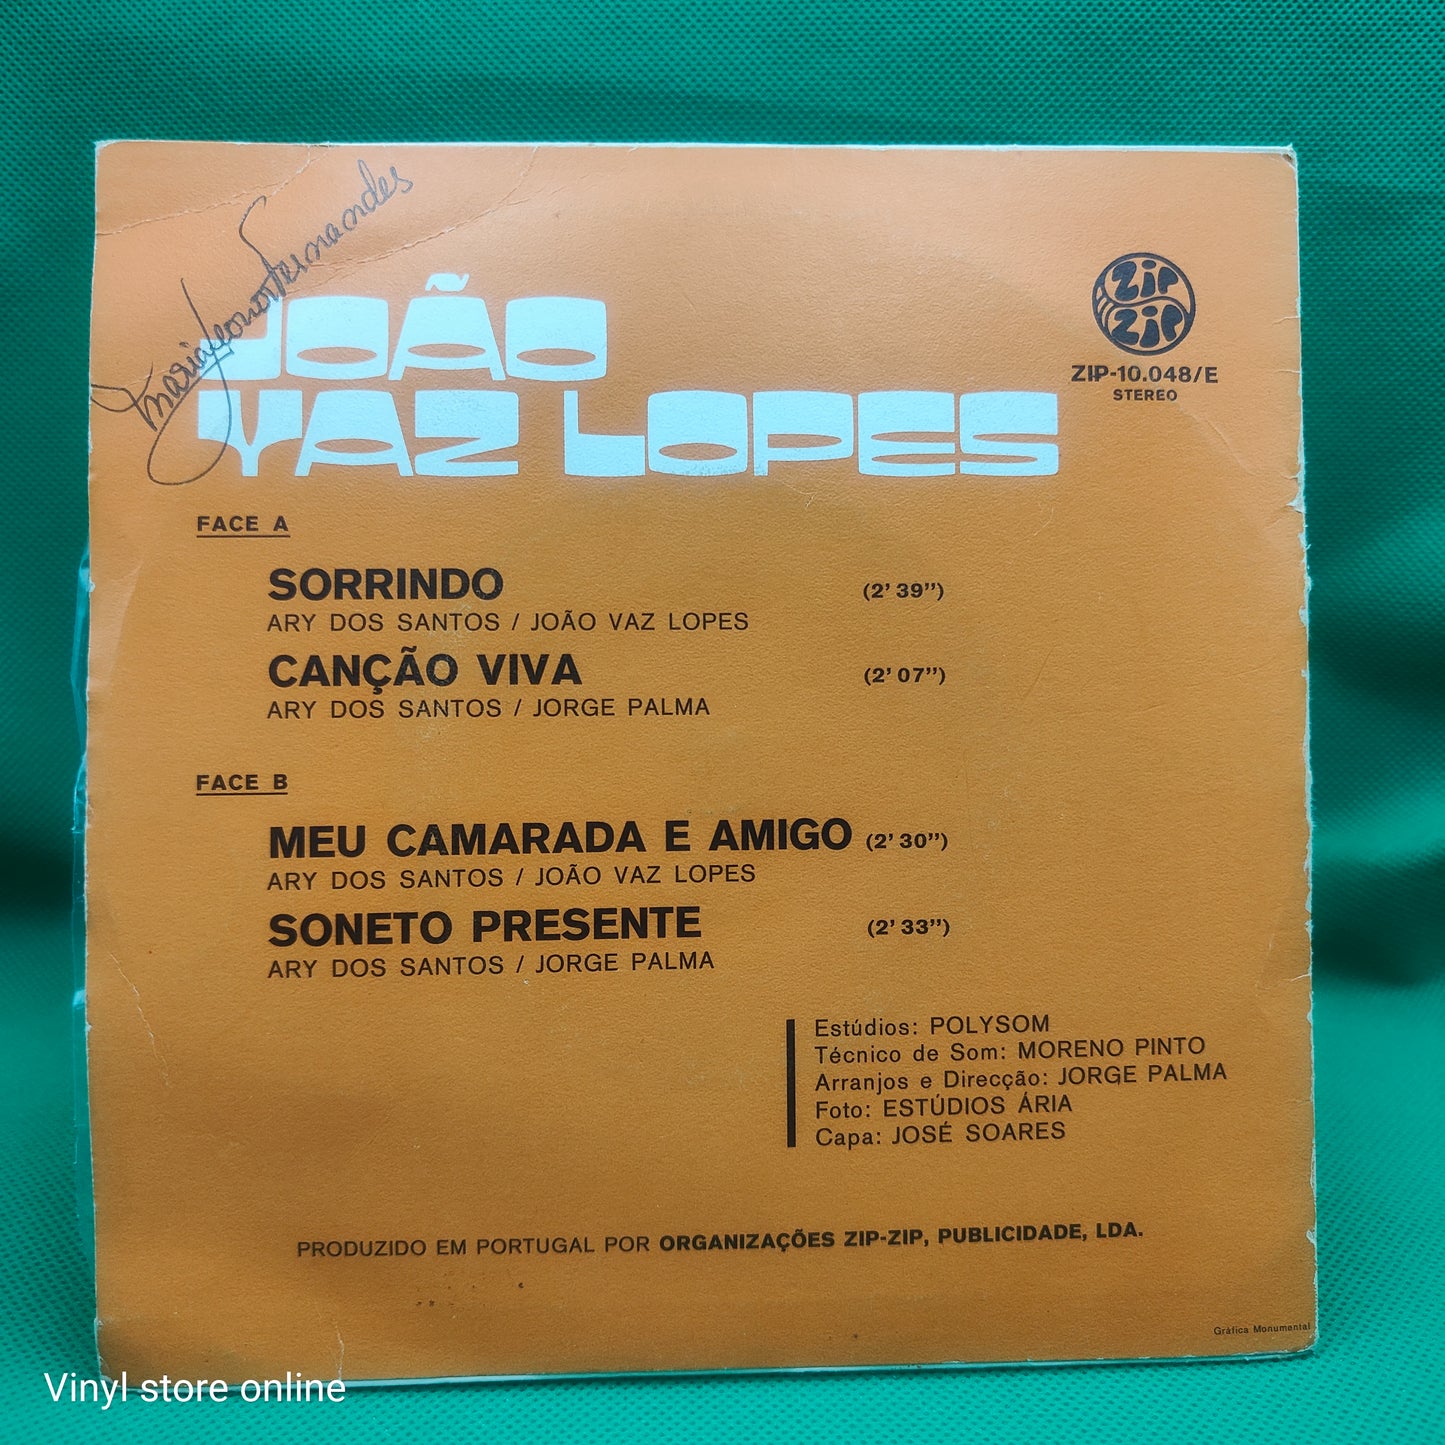 Maria Leonor Fernandes
JOÃO
VAZ LOPES
ZIP
ZIP
ZIP-10.048/E
STEREO
FACE A
SORRINDO (2' 39'')
ARY DOS SANTOS / JOÃO VAZ LOPES
CANÇÃO VIVA (2' 07'')
ARY DOS SANTOS / JORGE PALMA
FACE B
MEU CAMARADA E AMIGO (2' 30'')
ARY DOS SANTOS / JOÃO VAZ LOPES
SONETO PRESENTE (2' 33'')
ARY DOS SANTOS / JORGE PALMA
Estúdios: POLYSOM
Técnico de Som: MORENO PINTO
Arranjos e Direcção: JORGE PALMA
Foto: ESTÚDIOS ÁRIA
Capa: JOSÉ SOARES
PRODUZIDO EM PORTUGAL POR ORGANIZAÇÕES ZIP-ZIP, PUBLICIDADE, LDA.
Gráfica Monumental
Vinyl store online